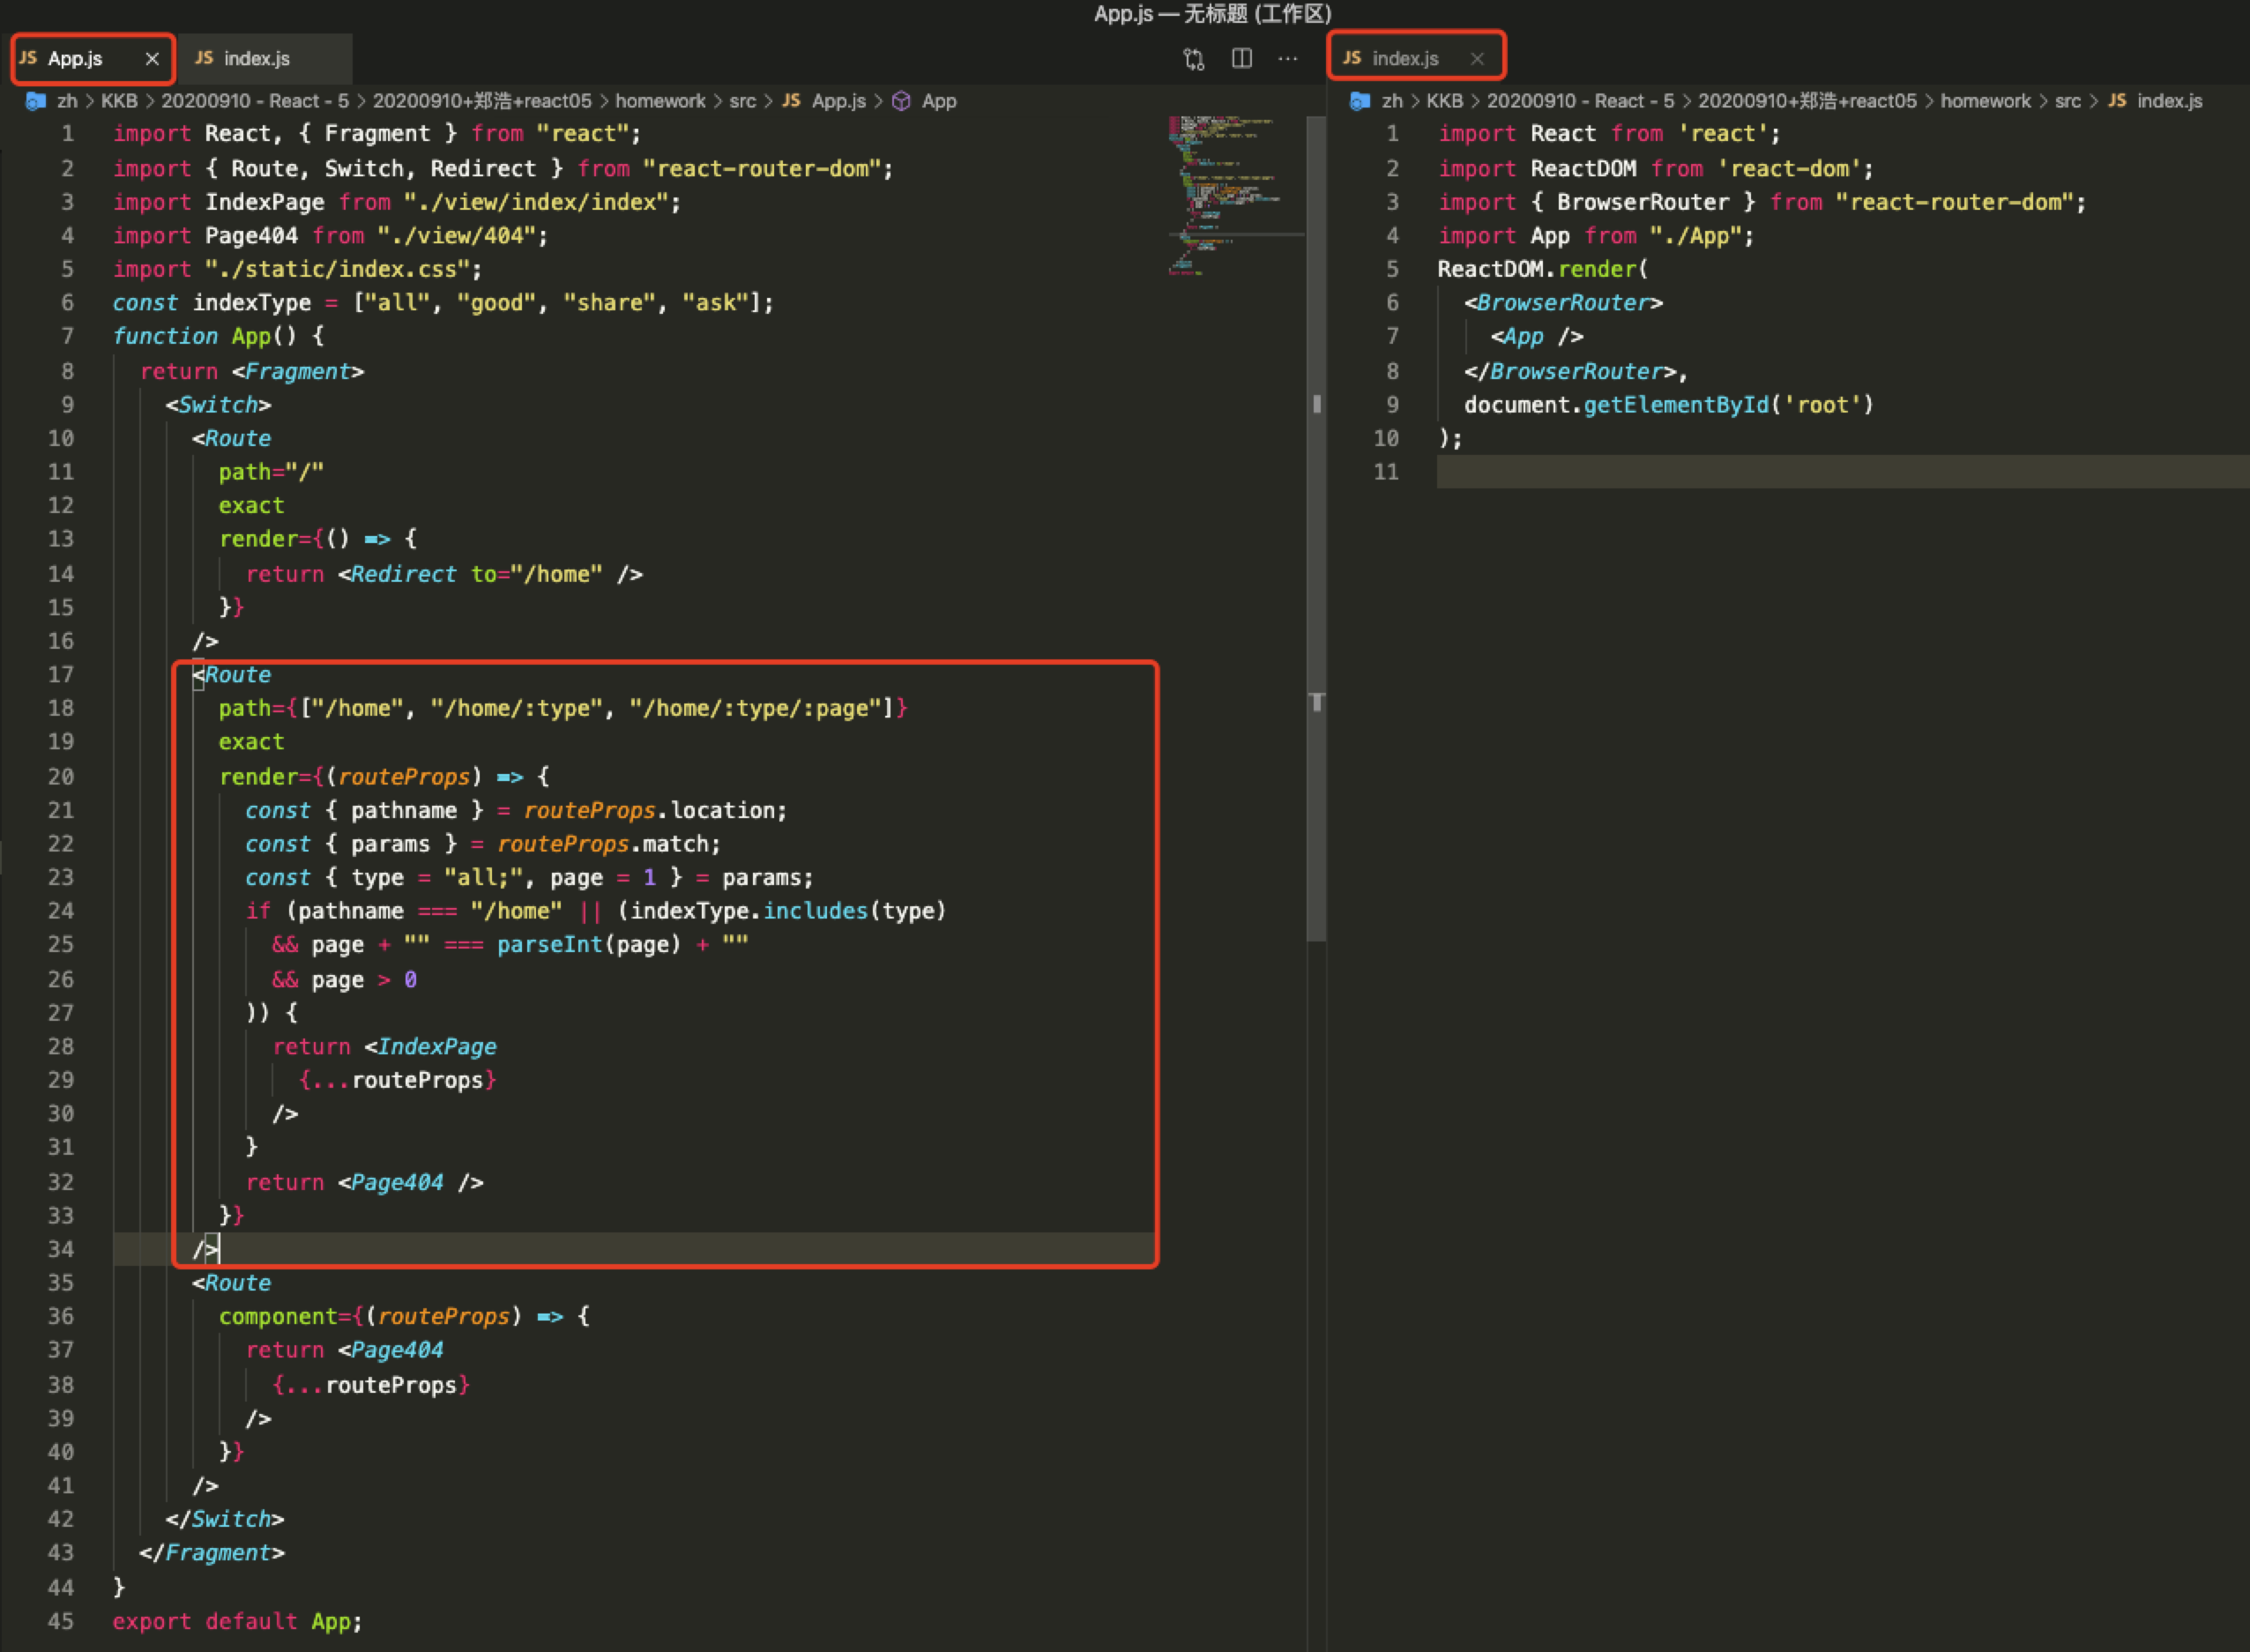 App.js — 无标题 (工作区)
JS App.js × JS index.js
zh > KKB > 20200910 - React - 5 > 20200910+郑浩+react05 > homework > src > JS App.js > App
1 import React, { Fragment } from "react";
2 import { Route, Switch, Redirect } from "react-router-dom";
3 import IndexPage from "./view/index/index";
4 import Page404 from "./view/404";
5 import "./static/index.css";
6 const indexType = ["all", "good", "share", "ask"];
7 function App() {
8 return <Fragment>
9 <Switch>
10 <Route
11 path="/"
12 exact
13 render={() => {
14 return <Redirect to="/home" />
15 }}
16 />
17 <Route
18 path={["/home", "/home/:type", "/home/:type/:page"]}
19 exact
20 render={(routeProps) => {
21 const { pathname } = routeProps.location;
22 const { params } = routeProps.match;
23 const { type = "all;", page = 1 } = params;
24 if (pathname === "/home" || (indexType.includes(type)
25 && page + "" === parseInt(page) + ""
26 && page > 0
27 )) {
28 return <IndexPage
29 {...routeProps}
30 />
31 }
32 return <Page404 />
33 }}
34 />
35 <Route
36 component={(routeProps) => {
37 return <Page404
38 {...routeProps}
39 />
40 }}
41 />
42 </Switch>
43 </Fragment>
44 }
45 export default App;
JS index.js ×
zh > KKB > 20200910 - React - 5 > 20200910+郑浩+react05 > homework > src > JS index.js
1 import React from 'react';
2 import ReactDOM from 'react-dom';
3 import { BrowserRouter } from "react-router-dom";
4 import App from "./App";
5 ReactDOM.render(
6 <BrowserRouter>
7 <App />
8 </BrowserRouter>,
9 document.getElementById('root')
10 );
11